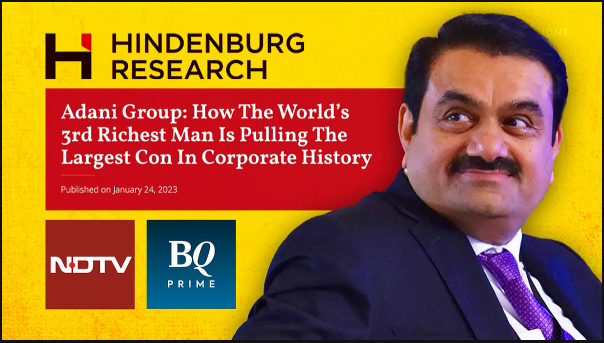 HOME
HINDENBURG
RESEARCH
Adani Group: How The World's
3rd Richest Man Is Pulling The
Largest Con In Corporate History
Published on January 24, 2023
NDTV
BQ
PRIME